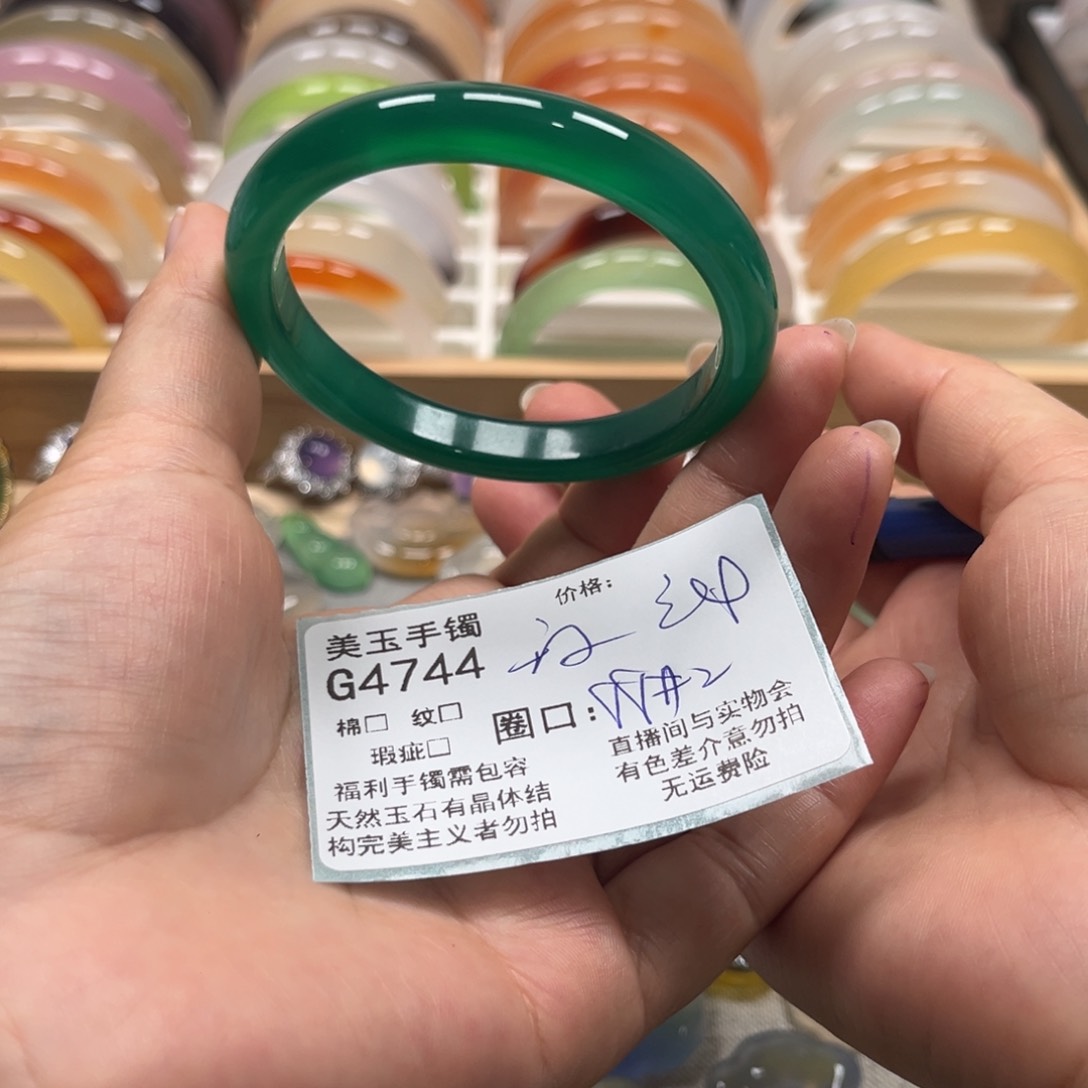 价格:
美玉手镯
G4744
棉□ 纹□
圈口:
瑕疵□
福利手镯需包容
天然玉石有晶体结
构完美主义者勿拍
直播间与实物会
有色差介意勿拍
无运费险